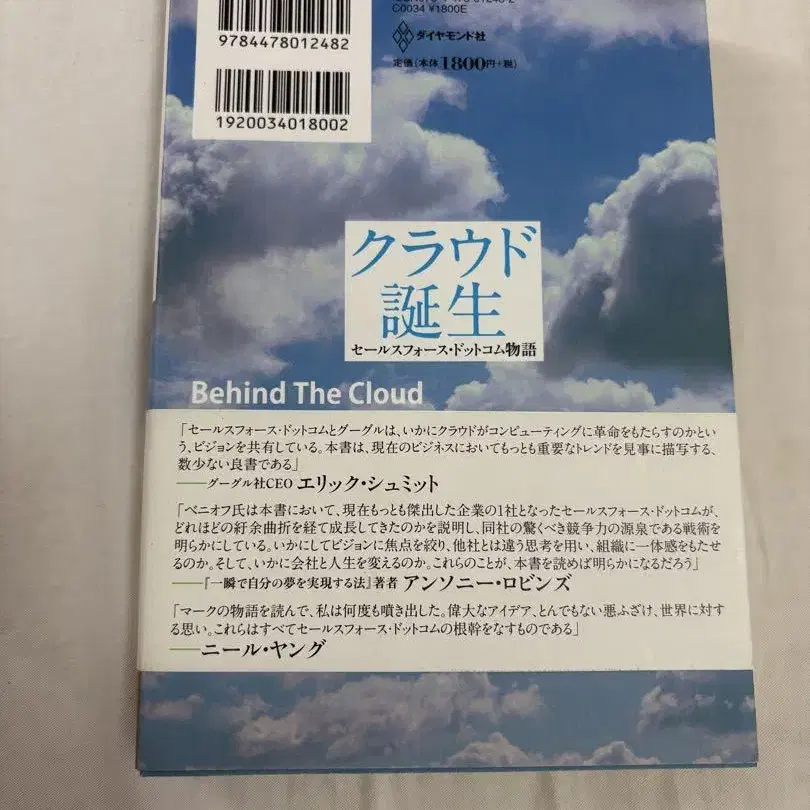 9784478012482
1920034018002
C0034 ¥1800E
ダイヤモンド社
定価(本体1800円+税)
クラウド
誕生
セールスフォース・ドットコム物語
Behind The Cloud
「セールスフォース・ドットコムとグーグルは、いかにクラウドがコンピューティングに革命をもたらすのかとい
う、ビジョンを共有している。本書は、現在のビジネスにおいてもっとも重要なトレンドを見事に描写する、
数少ない良書である」
──グーグル社CEO エリック・シュミット
「ベニオフ氏は本書において、現在もっとも傑出した企業の1社となったセールスフォース・ドットコムが、
どれほどの紆余曲折を経て成長してきたのかを説明し、同社の驚くべき競争力の源泉である戦術を
明らかにしている。いかにしてビジョンに焦点を絞り、他社とは違う思考を用い、組織に一体感をもたせ
るのか。そして、いかに会社と人生を変えるのか。これらのことが、本書を読めば明らかになるだろう」
──『一瞬で自分の夢を実現する法』著者 アンソニー・ロビンズ
「マークの物語を読んで、私は何度も噴き出した。偉大なアイデア、とんでもない悪ふざけ、世界に対す
る思い。これらはすべてセールスフォース・ドットコムの根幹をなすものである」
──ニール・ヤング